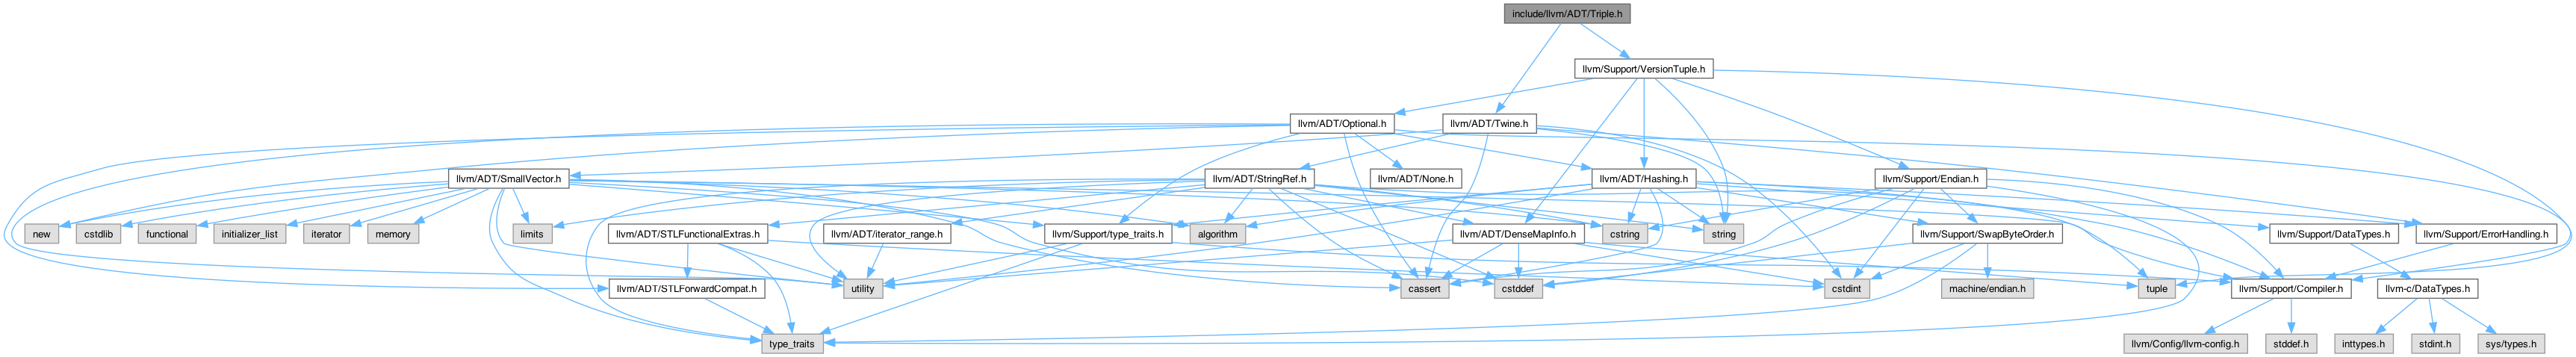 include/llvm/ADT/Triple.h
llvm/Support/VersionTuple.h
llvm/ADT/Optional.h
llvm/ADT/Twine.h
llvm/ADT/SmallVector.h
llvm/ADT/StringRef.h
llvm/ADT/None.h
llvm/ADT/Hashing.h
llvm/Support/Endian.h
new
cstdlib
functional
initializer_list
iterator
memory
limits
llvm/ADT/STLFunctionalExtras.h
llvm/ADT/iterator_range.h
llvm/Support/type_traits.h
algorithm
llvm/ADT/DenseMapInfo.h
cstring
string
llvm/Support/SwapByteOrder.h
llvm/Support/DataTypes.h
llvm/Support/ErrorHandling.h
llvm/ADT/STLForwardCompat.h
utility
cassert
cstddef
cstdint
machine/endian.h
tuple
llvm/Support/Compiler.h
llvm-c/DataTypes.h
type_traits
llvm/Config/llvm-config.h
stddef.h
inttypes.h
stdint.h
sys/types.h